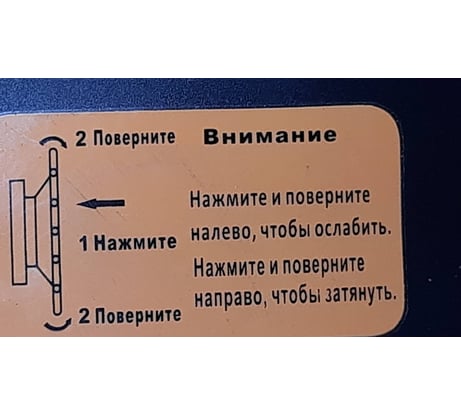 2 Поверните
Внимание
1 Нажмите
2 Поверните
Нажмите и поверните
налево, чтобы ослабить.
Нажмите и поверните
направо, чтобы затянуть.